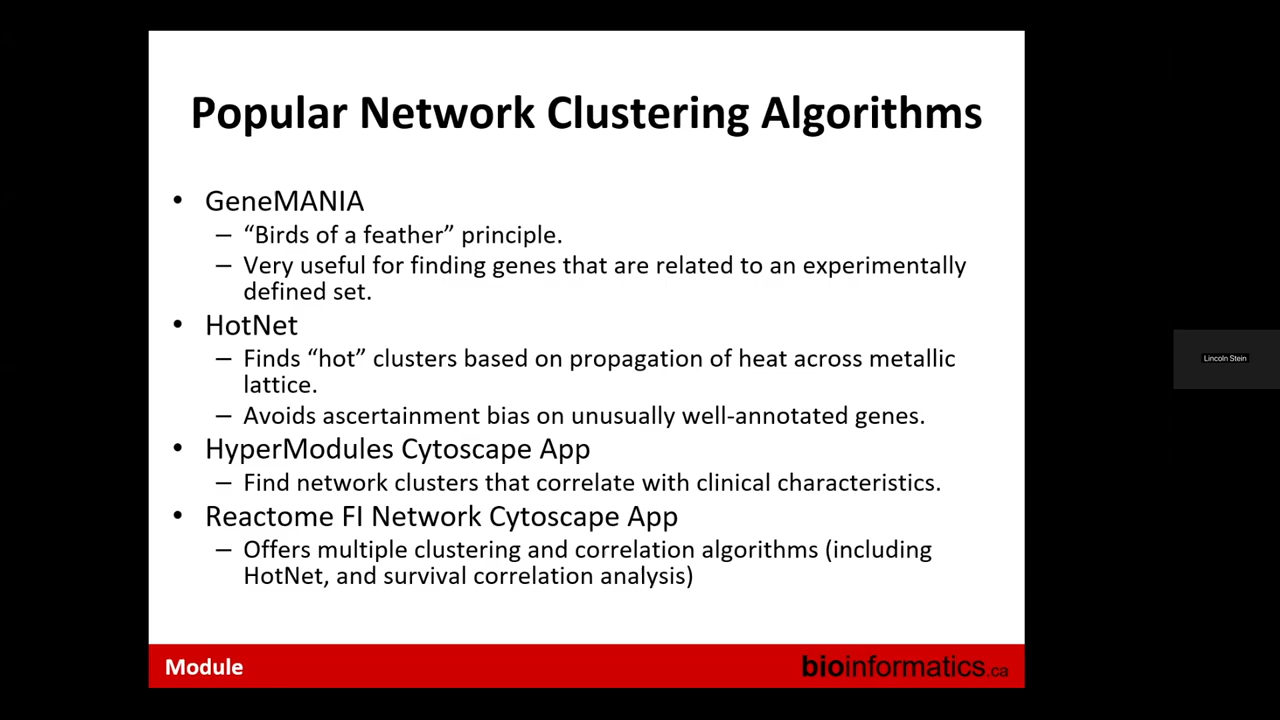 Popular Network Clustering Algorithms
• GeneMANIA
– “Birds of a feather” principle.
– Very useful for finding genes that are related to an experimentally
defined set.
• HotNet
– Finds “hot” clusters based on propagation of heat across metallic
lattice.
– Avoids ascertainment bias on unusually well-annotated genes.
• HyperModules Cytoscape App
– Find network clusters that correlate with clinical characteristics.
• Reactome FI Network Cytoscape App
– Offers multiple clustering and correlation algorithms (including
HotNet, and survival correlation analysis)
Module
bioinformatics.ca
Lincoln Stein